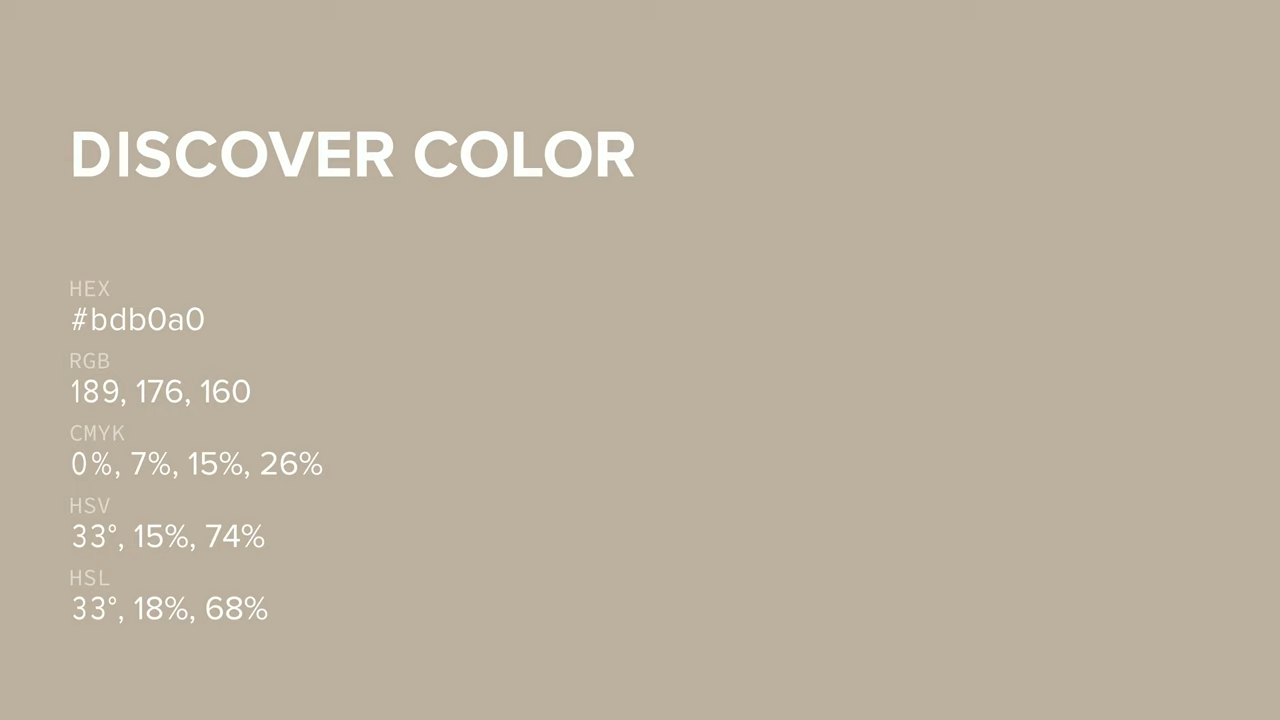 DISCOVER COLOR
HEX
#bdb0a0
RGB
189, 176, 160
CMYK
0%, 7%, 15%, 26%
HSV
33°, 15%, 74%
HSL
33°, 18%, 68%